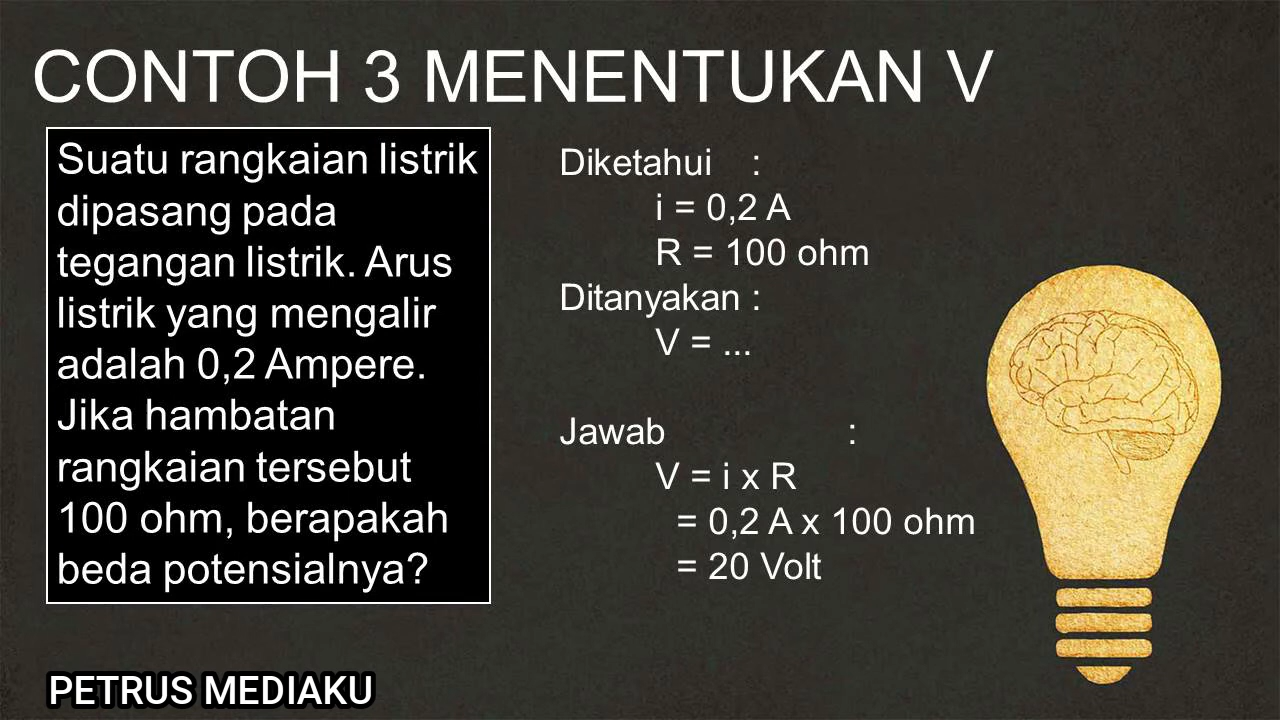 CONTOH 3 MENENTUKAN V
Suatu rangkaian listrik
dipasang pada
tegangan listrik. Arus
listrik yang mengalir
adalah 0,2 Ampere.
Jika hambatan
rangkaian tersebut
100 ohm, berapakah
beda potensialnya?
Diketahui :
i = 0,2 A
R = 100 ohm
Ditanyakan :
V = ...
Jawab :
V = i x R
= 0,2 A x 100 ohm
= 20 Volt
PETRUS MEDIAKU